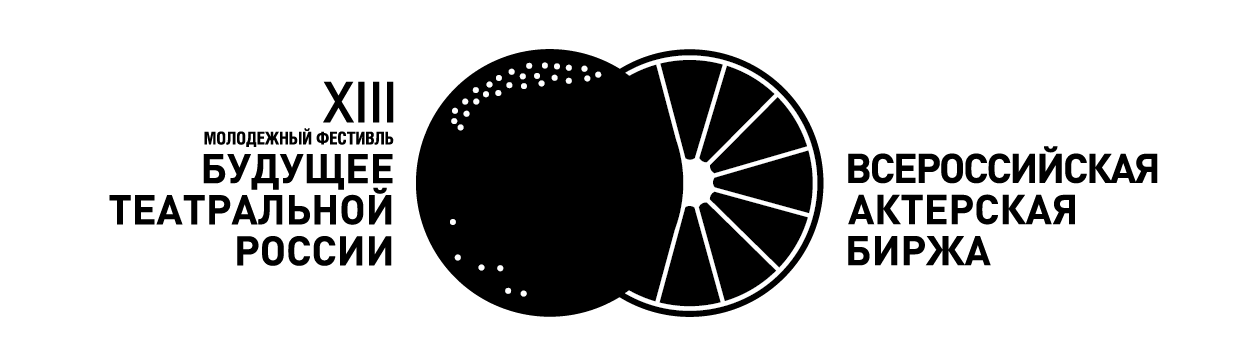 XIII
МОЛОДЕЖНЫЙ ФЕСТИВЛЬ
БУДУЩЕЕ
ТЕАТРАЛЬНОЙ
РОССИИ
ВСЕРОССИЙСКАЯ
АКТЕРСКАЯ
БИРЖА